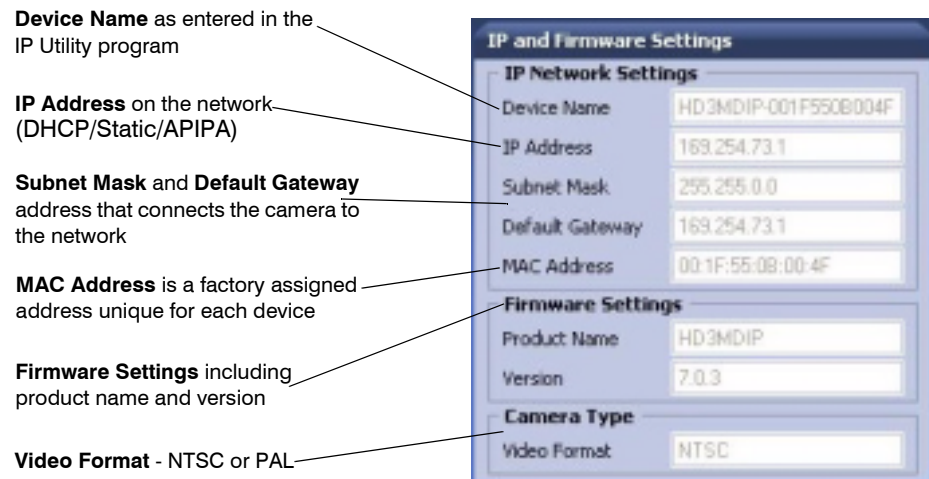 Device Name as entered in the
IP Utility program
IP Address on the network
(DHCP/Static/APIPA)
Subnet Mask and Default Gateway
address that connects the camera to
the network
MAC Address is a factory assigned
address unique for each device
Firmware Settings including
product name and version
Video Format - NTSC or PAL
IP and Firmware Settings
IP Network Settings
Device Name HD3MDIP-001F550B004F
IP Address 169.254.73.1
Subnet Mask 255.255.0.0
Default Gateway 169.254.73.1
MAC Address 00:1F:55:0B:00:4F
Firmware Settings
Product Name HD3MDIP
Version 7.0.3
Camera Type
Video Format NTSC